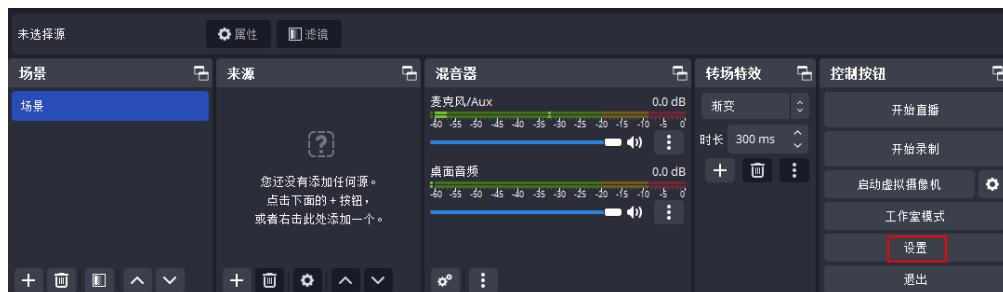 未选择源
属性
滤镜
场景
来源
混音器
转场特效
控制按钮
场景
您还没有添加任何源。
点击下面的 + 按钮，
或者右击此处添加一个。
麦克风/Aux
0.0 dB
-60 -55 -50 -45 -40 -35 -30 -25 -20 -15 -10 -5 0
桌面音频
0.0 dB
-60 -55 -50 -45 -40 -35 -30 -25 -20 -15 -10 -5 0
渐变
时长 300 ms
开始直播
开始录制
启动虚拟摄像机
工作室模式
设置
退出